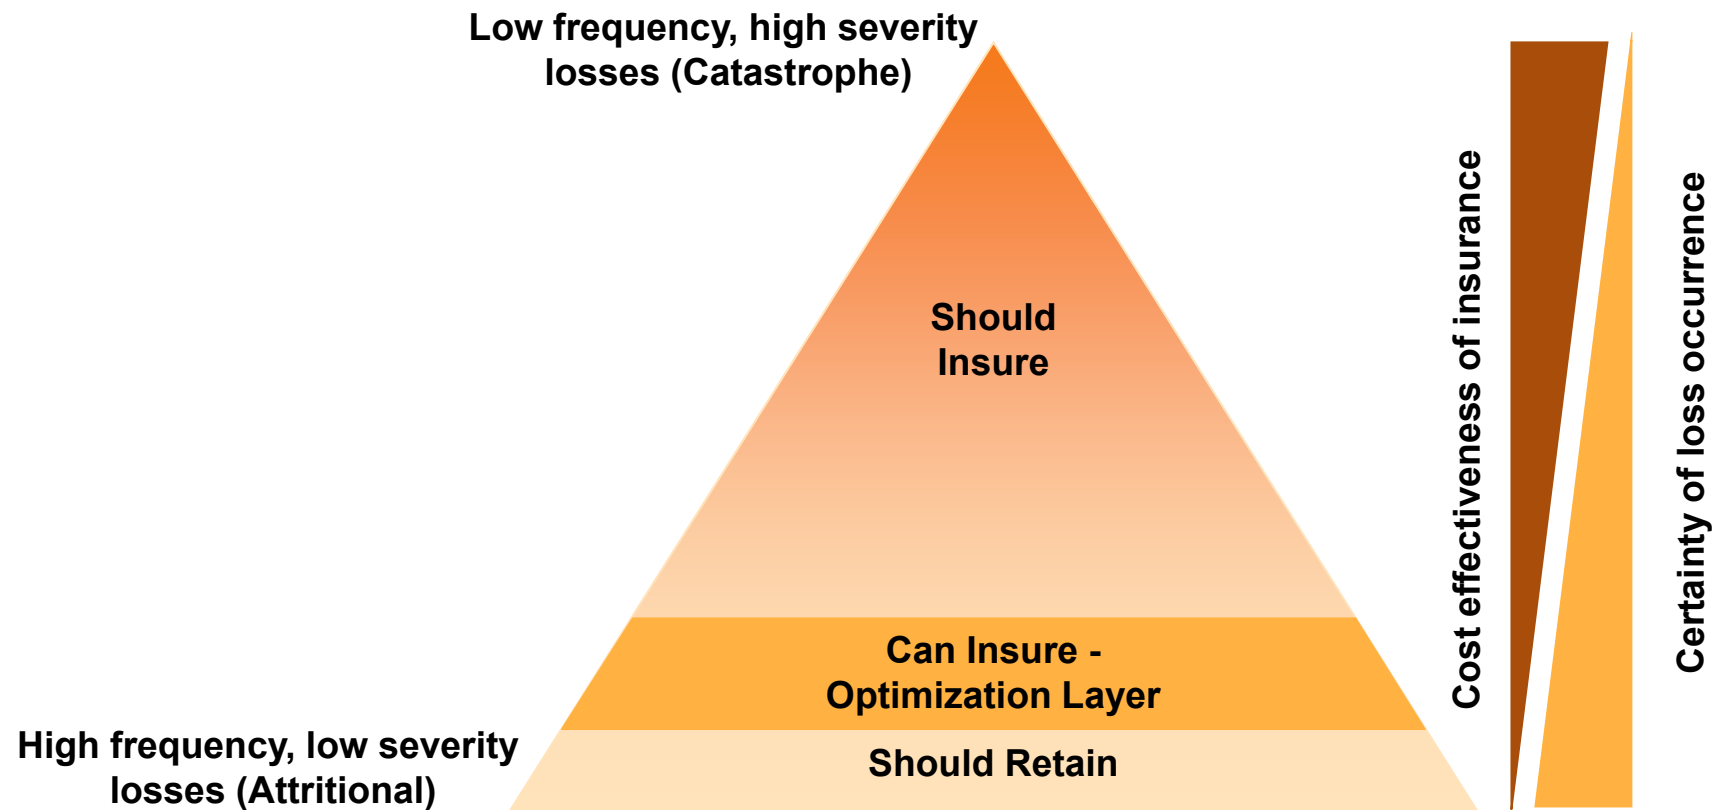 Low frequency, high severity
losses (Catastrophe)
Should
Insure
Can Insure -
Optimization Layer
Should Retain
High frequency, low severity
losses (Attritional)
Cost effectiveness of insurance
Certainty of loss occurrence